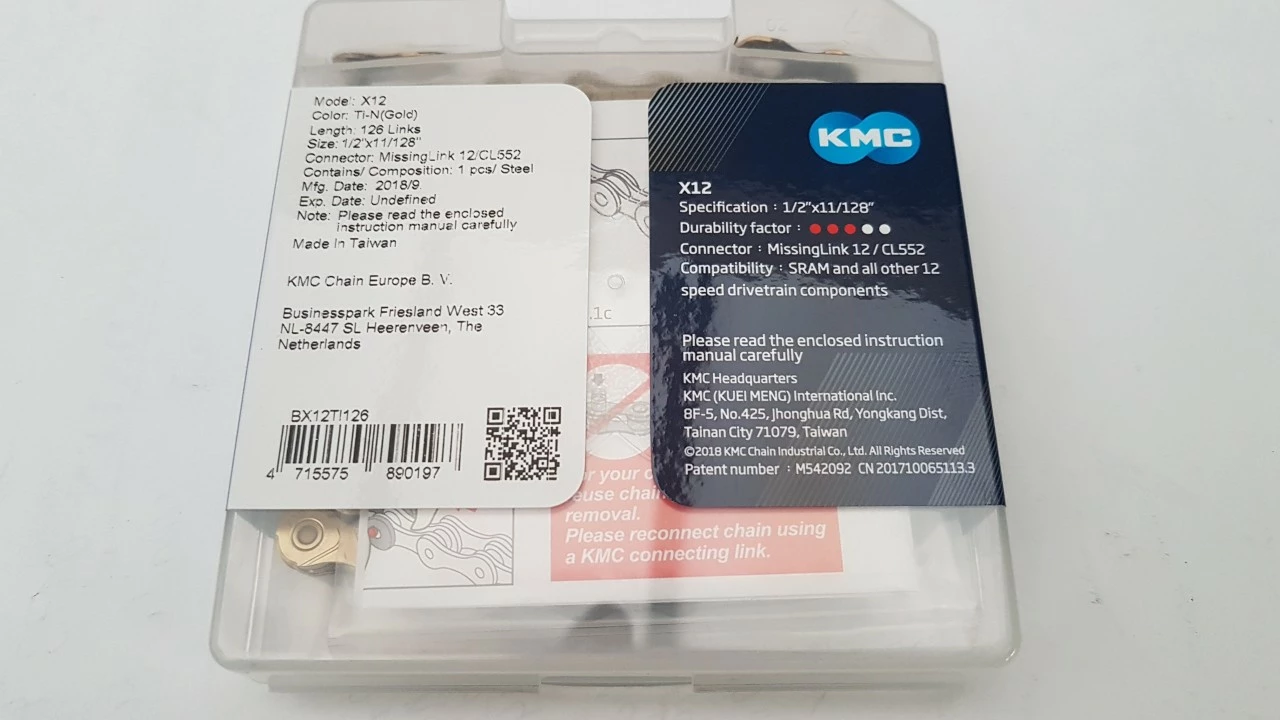 Model: X12
Color: Ti-N(Gold)
Length: 126 Links
Size: 1/2"x11/128"
Connector: MissingLink 12/CL552
Contains/ Composition: 1 pcs/ Steel
Mfg. Date: 2018/9
Exp. Date: Undefined
Note: Please read the enclosed
instruction manual carefully
Made In Taiwan
KMC Chain Europe B. V.
Businesspark Friesland West 33
NL-8447 SL Heerenveen, The
Netherlands
BX12TI126
4 715575 890197
.1c
your
euse chain
removal.
Please reconnect chain using
a KMC connecting link.
KMC
X12
Specification : 1/2"x11/128"
Durability factor :
Connector : MissingLink 12 / CL552
Compatibility : SRAM and all other 12
speed drivetrain components
Please read the enclosed instruction
manual carefully
KMC Headquarters
KMC (KUEI MENG) International Inc.
8F-5, No.425, Jhonghua Rd, Yongkang Dist,
Tainan City 71079, Taiwan
©2018 KMC Chain Industrial Co., Ltd. All Rights Reserved
Patent number : M542092 CN 201710065113.3